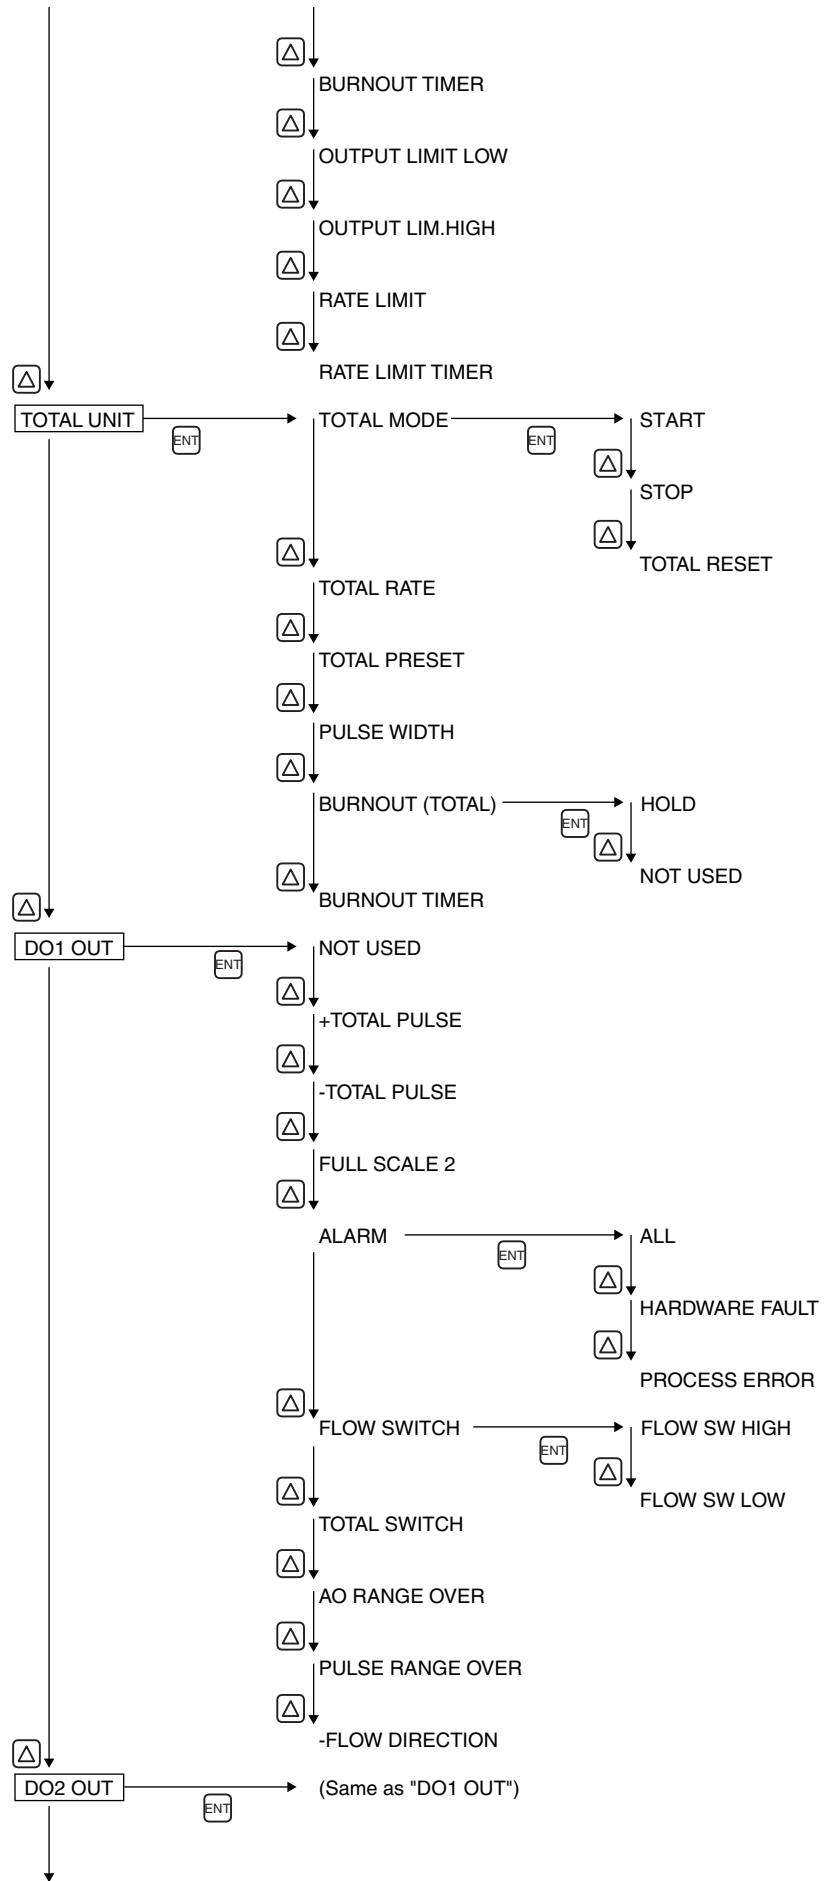 BURNOUT TIMER
OUTPUT LIMIT LOW
OUTPUT LIM.HIGH
RATE LIMIT
RATE LIMIT TIMER
TOTAL UNIT ENT TOTAL MODE ENT START
STOP
TOTAL RESET
TOTAL RATE
TOTAL PRESET
PULSE WIDTH
BURNOUT (TOTAL) ENT HOLD
NOT USED
BURNOUT TIMER
DO1 OUT ENT NOT USED
+TOTAL PULSE
-TOTAL PULSE
FULL SCALE 2
ALARM ENT ALL
HARDWARE FAULT
PROCESS ERROR
FLOW SWITCH ENT FLOW SW HIGH
FLOW SW LOW
TOTAL SWITCH
AO RANGE OVER
PULSE RANGE OVER
-FLOW DIRECTION
DO2 OUT ENT (Same as "DO1 OUT")